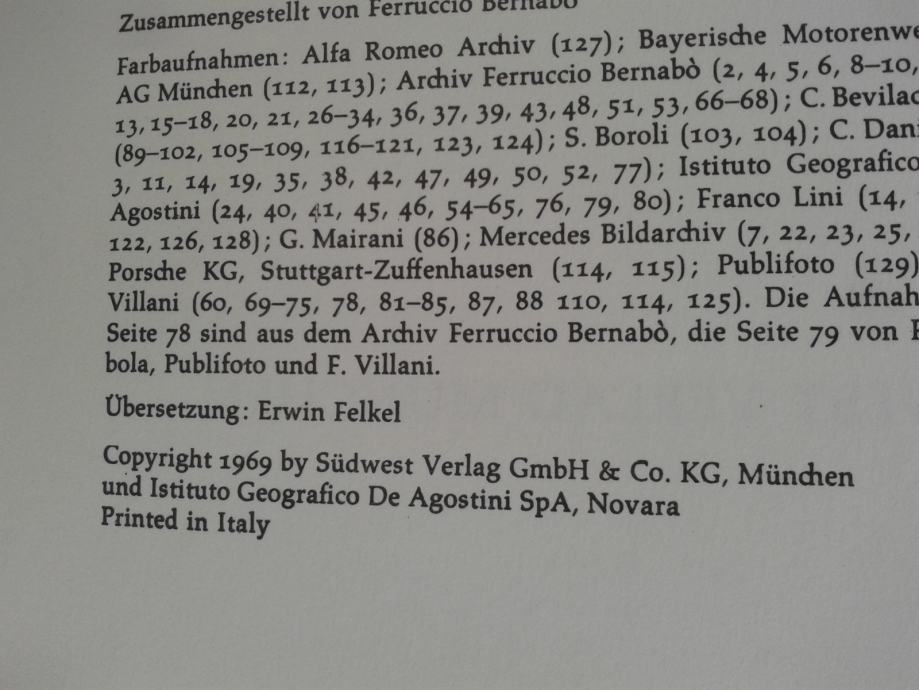 Zusammengestellt von Ferruccio Bernabò
Farbaufnahmen: Alfa Romeo Archiv (127); Bayerische
AG München (112, 113); Archiv Ferruccio Bernabò (2, 4, 5, 6, 8–10,
13, 15–18, 20, 21, 26–34, 36, 37, 39, 43, 48, 51, 53, 66–68); C.
(89–102, 105–109, 116–121, 123, 124); S. Boroli (103, 104); C.
3, 11, 14, 19, 35, 38, 42, 47, 49, 50, 52, 77); Istituto Geografico
Agostini (24, 40, 41, 45, 46, 54–65, 76, 79, 80); Franco Lini (14,
122, 126, 128); G. Mairani (86); Mercedes Bildarchiv (7, 22, 23, 25,
Porsche KG, Stuttgart-Zuffenhausen (114, 115); Publifoto (129)
Villani (60, 69–75, 78, 81–85, 87, 88 110, 114, 125). Die
Seite 78 sind aus dem Archiv Ferruccio Bernabò, die Seite 79 von
bola, Publifoto und F. Villani.
Übersetzung: Erwin Felkel
Copyright 1969 by Südwest Verlag GmbH & Co. KG, München
und Istituto Geografico De Agostini SpA, Novara
Printed in Italy